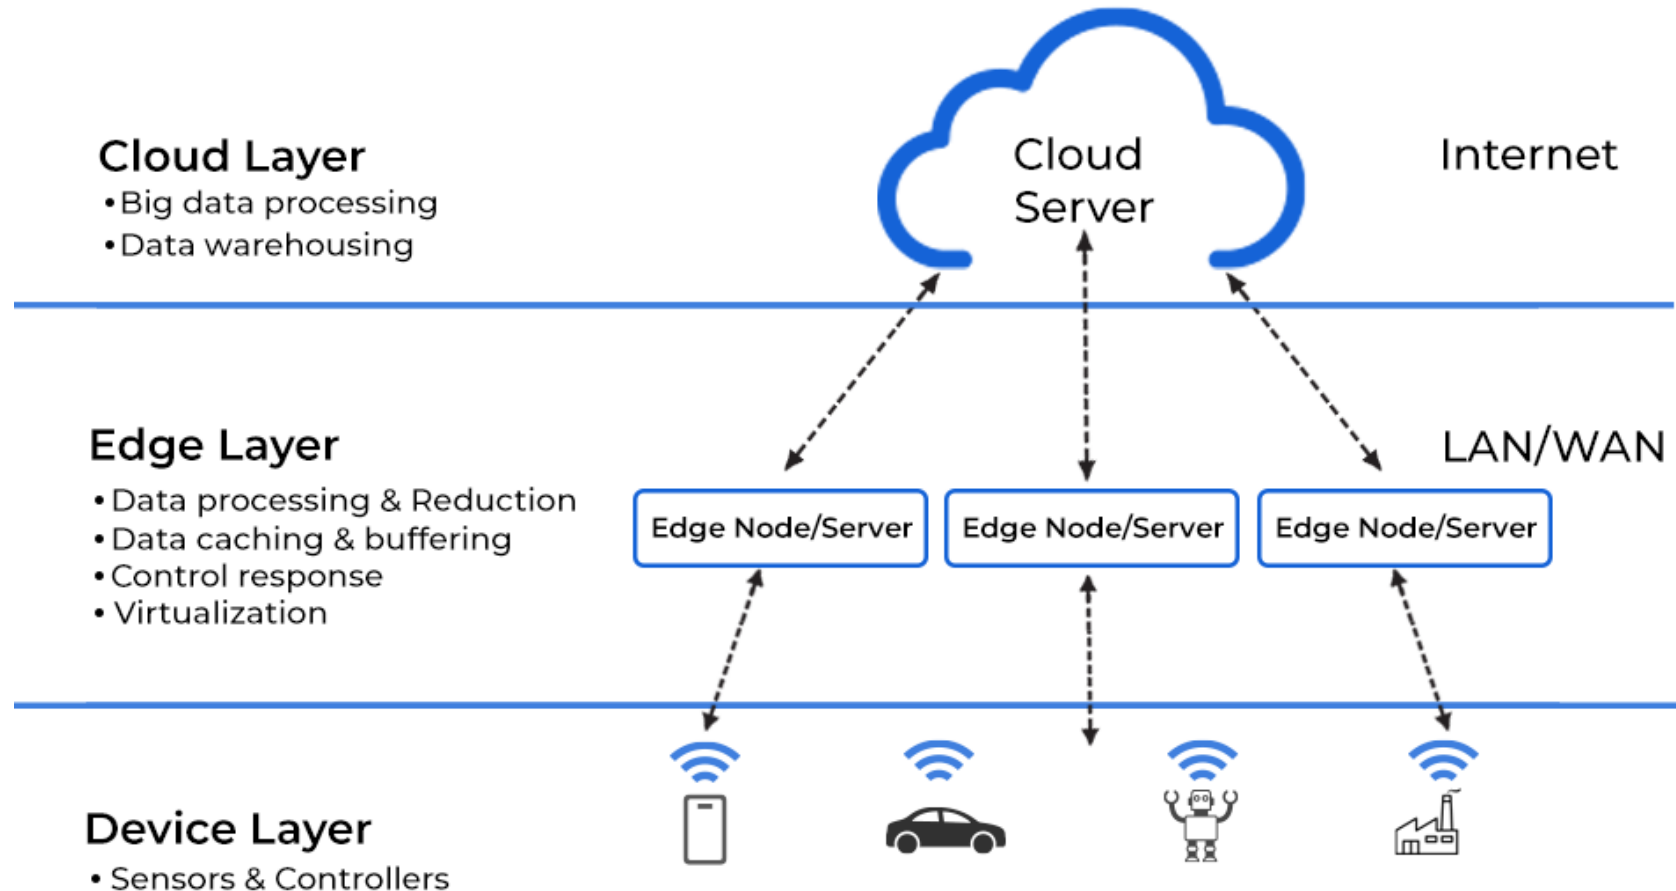 Cloud Layer
•Big data processing
•Data warehousing
Cloud
Server
Internet
Edge Layer
•Data processing & Reduction
•Data caching & buffering
•Control response
• Virtualization
LAN/WAN
Edge Node/Server
Edge Node/Server
Edge Node/Server
Device Layer
• Sensors & Controllers